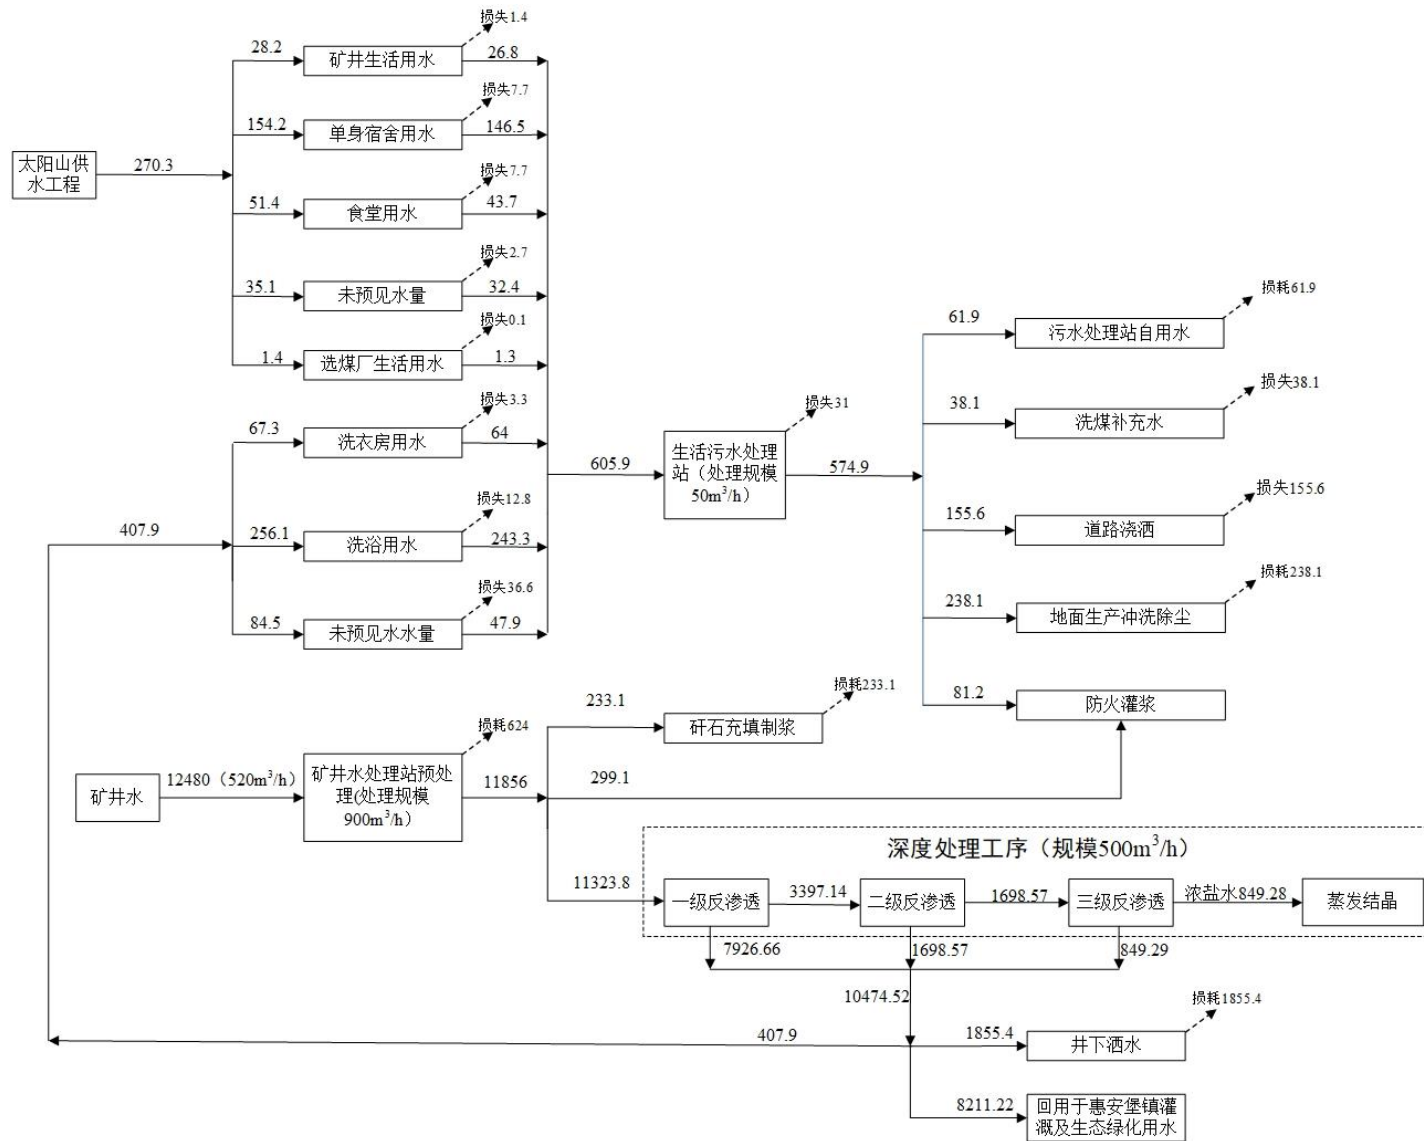 损失1.4
28.2
矿井生活用水
26.8
损失7.7
154.2
单身宿舍用水
146.5
太阳山供
水工程
270.3
损失7.7
51.4
食堂用水
43.7
损失2.7
35.1
未预见水量
32.4
损失0.1
1.4
选煤厂生活用水
1.3
损失3.3
67.3
洗衣房用水
64
407.9
损失12.8
256.1
洗浴用水
243.3
损失36.6
84.5
未预见水水量
47.9
605.9
损失31
生活污水处理
站（处理规模
50m³/h）
574.9
损耗61.9
61.9
污水处理站自用水
损失38.1
38.1
洗煤补充水
损失155.6
155.6
道路浇洒
损耗238.1
238.1
地面生产冲洗除尘
81.2
防火灌浆
损耗233.1
233.1
矸石充填制浆
矿井水
12480（520m³/h）
损耗624
矿井水处理站预处
理(处理规模
900m³/h）
11856
299.1
深度处理工序（规模500m³/h）
11323.8
一级反渗透
3397.14
二级反渗透
1698.57
三级反渗透
浓盐水849.28
蒸发结晶
7926.66
1698.57
849.29
10474.52
损耗1855.4
407.9
1855.4
井下洒水
8211.22
回用于惠安堡镇灌
溉及生态绿化用水